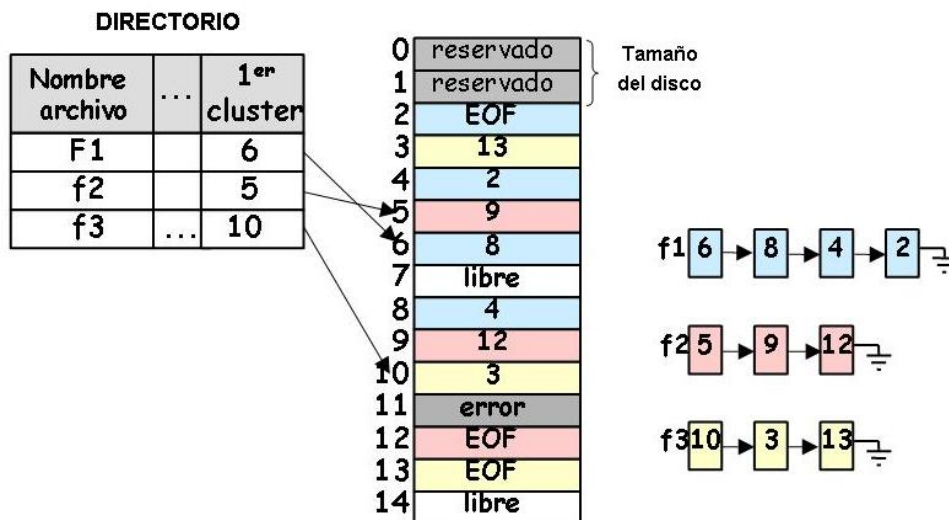 DIRECTORIO
Nombre archivo ... 1er cluster
F1 6
f2 5
f3 ... 10
0 reservado
1 reservado
Tamaño
del disco
2 EOF
3 13
4 2
5 9
6 8
7 libre
8 4
9 12
10 3
11 error
12 EOF
13 EOF
14 libre
f1 6 8 4 2
f2 5 9 12
f3 10 3 13